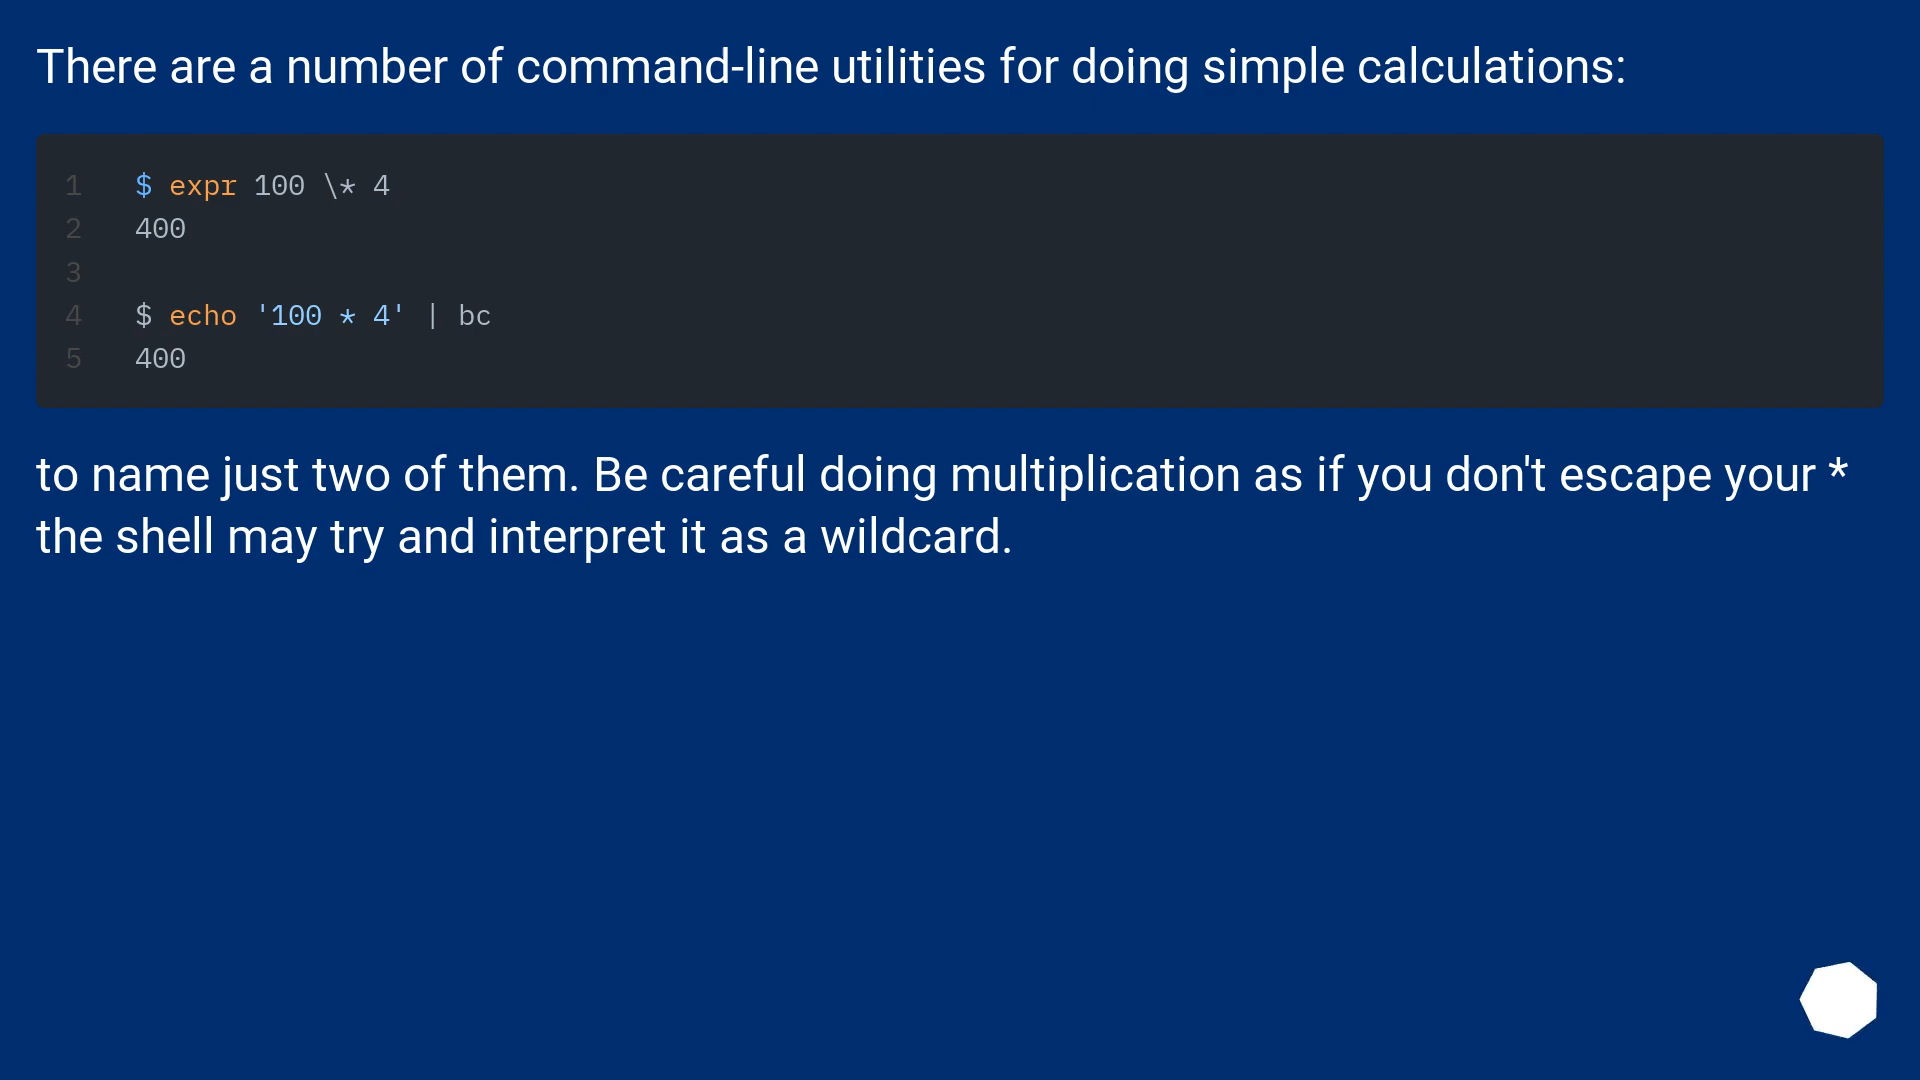 There are a number of command-line utilities for doing simple calculations:
1 $ expr 100 \* 4
2 400
3
4 $ echo '100 * 4' | bc
5 400
to name just two of them. Be careful doing multiplication as if you don't escape your *
the shell may try and interpret it as a wildcard.